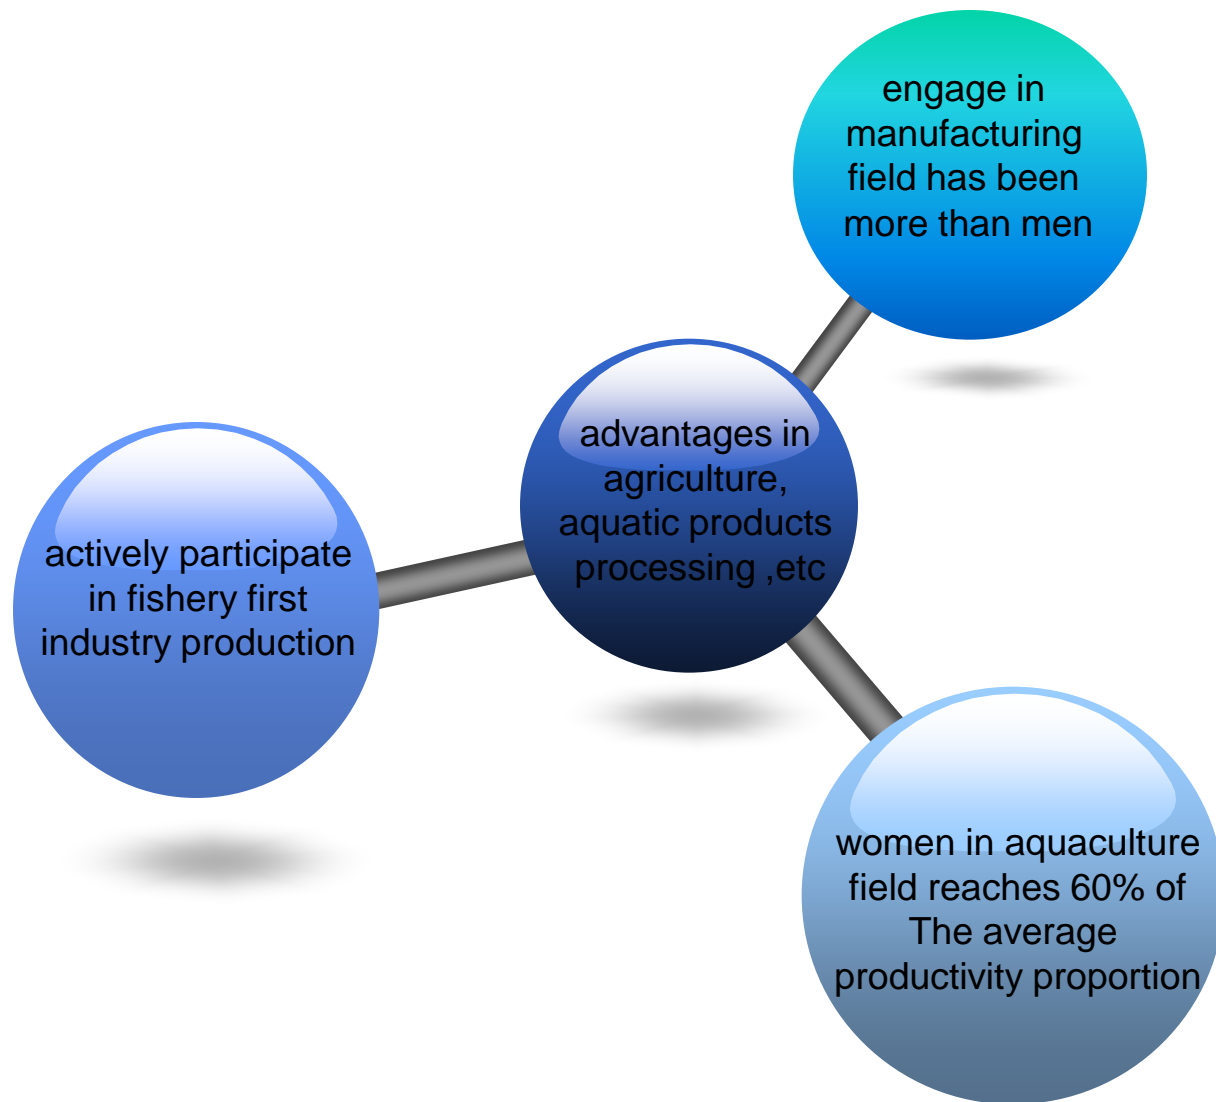 engage in
manufacturing
field has been
more than men
advantages in
agriculture,
aquatic products
processing ,etc
actively participate
in fishery first
industry production
women in aquaculture
field reaches 60% of
The average
productivity proportion